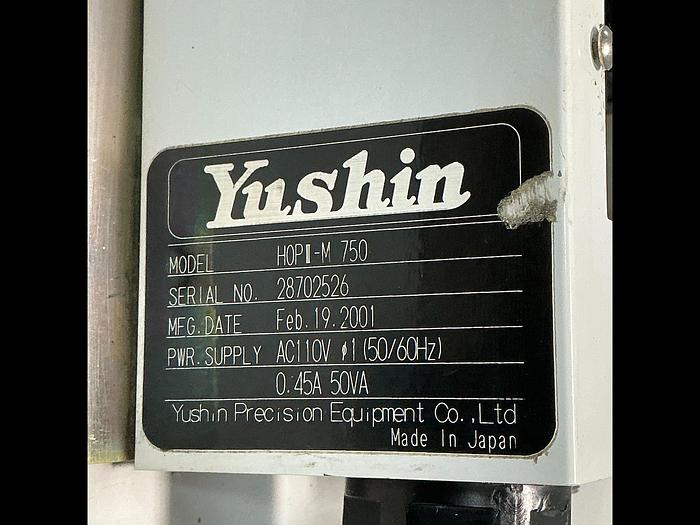 Yushin
MODEL HOPⅡ-M 750
SERIAL NO. 28702526
MFG.DATE Feb.19.2001
PWR.SUPPLY AC110V φ1(50/60Hz)
0.45A 50VA
Yushin Precision Equipment Co.,Ltd
Made In Japan